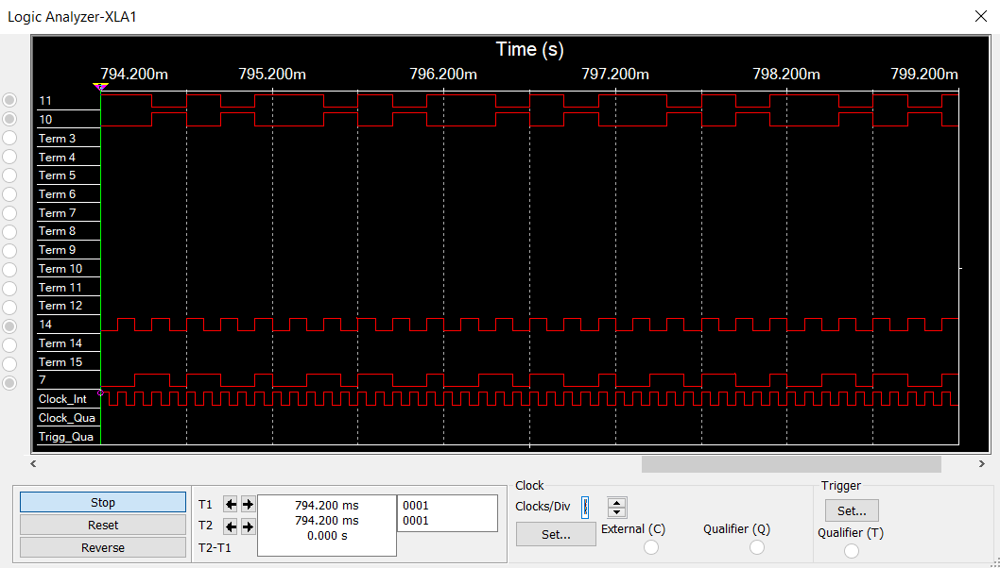 Logic Analyzer-XLA1
Time (s)
794.200m 795.200m 796.200m 797.200m 798.200m 799.200m
11
10
Term 3
Term 4
Term 5
Term 6
Term 7
Term 8
Term 9
Term 10
Term 11
Term 12
14
Term 14
Term 15
7
Clock_Int
Clock_Qua
Trigg_Qua
Stop
Reset
Reverse
T1
T2
T2-T1
794.200 ms
794.200 ms
0.000 s
0001
0001
Clock
Clocks/Div
Set...
External (C)
Qualifier (Q)
Trigger
Set...
Qualifier (T)